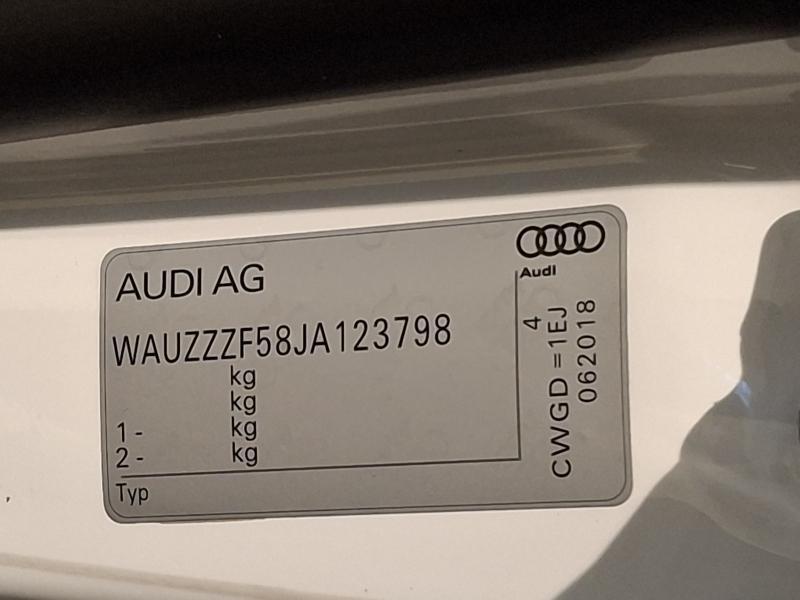 AUDI AG
Audi
WAUZZZF58JA123798
kg
kg
1 - kg
2 - kg
Typ
4
CWGD =1EJ
062018